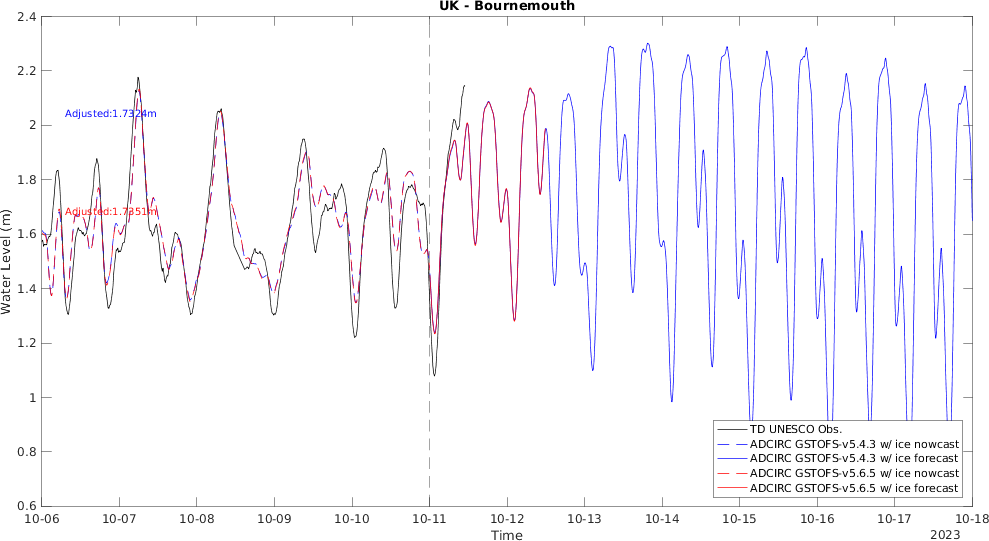 UK - Bournemouth
2.4
2.2
2
1.8
1.6
1.4
1.2
1
0.8
0.6
Water Level (m)
Adjusted:1.7324m
Adjusted:1.7351m
TD UNESCO Obs.
ADCIRC GSTOFS-v5.4.3 w/ ice nowcast
ADCIRC GSTOFS-v5.4.3 w/ ice forecast
ADCIRC GSTOFS-v5.6.5 w/ ice nowcast
ADCIRC GSTOFS-v5.6.5 w/ ice forecast
10-06 10-07 10-08 10-09 10-10 10-11 10-12 10-13 10-14 10-15 10-16 10-17 10-18
Time
2023